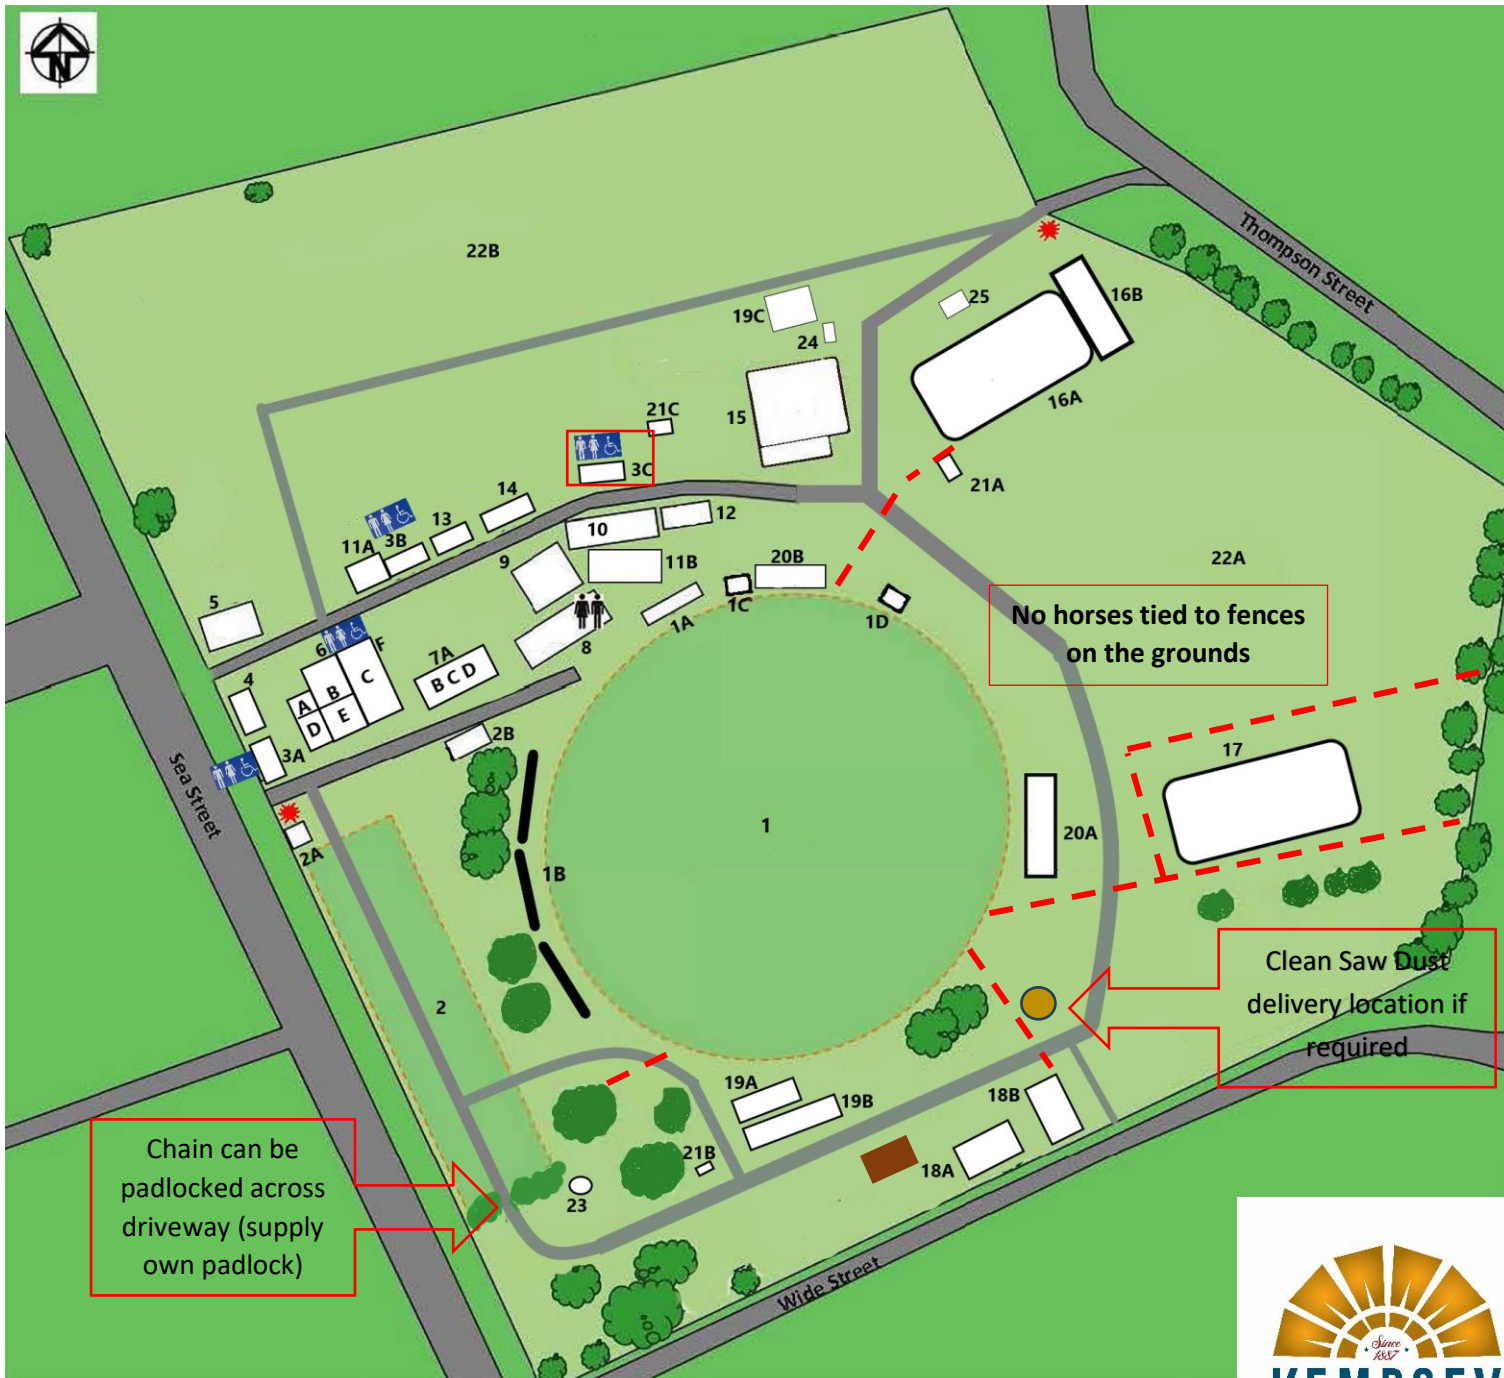 N
Thompson Street
22B
25
16B
19C
24
16A
21C
15
3C
21A
14
13
12
10
3B
11A
9
11B
20B
22A
5
1C
1D
1A
No horses tied to fences
on the grounds
6
F
7A
8
C
B
B C D
4
A
D
E
2B
3A
17
Sea Street
1
20A
2A
1B
Clean Saw Dust
delivery location if
required
2
19A
19B
18B
Chain can be
padlocked across
driveway (supply
own padlock)
21B
18A
23
Wide Street
Since
1887
KEMPSEY